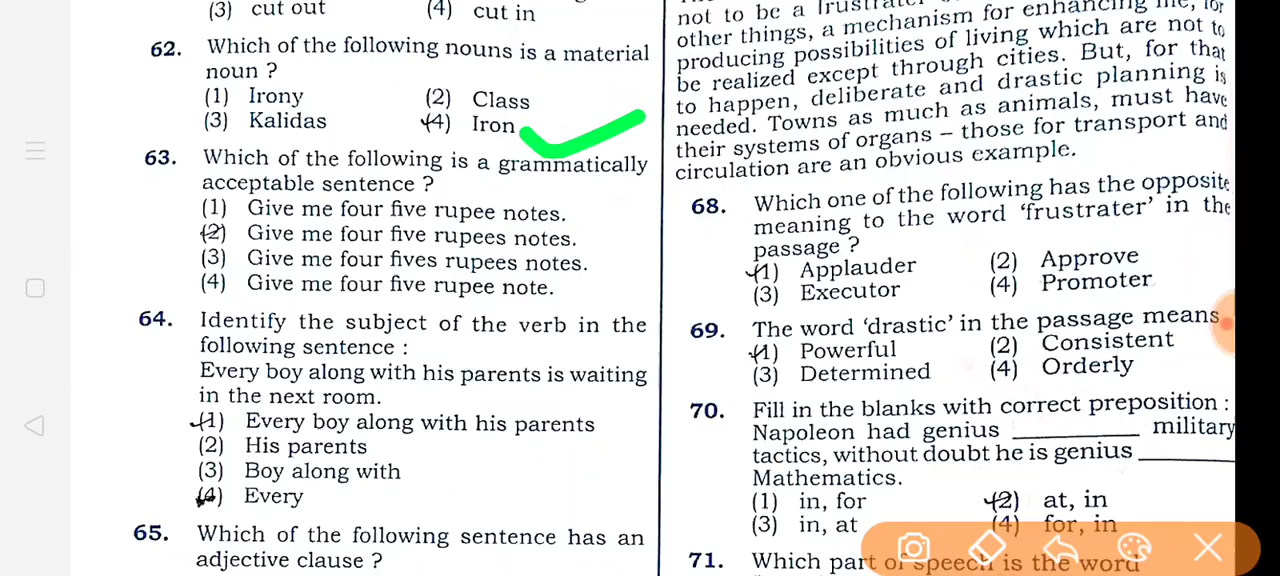 (3) cut out (4) cut in
62. Which of the following nouns is a material
noun ?
(1) Irony (2) Class
(3) Kalidas (4) Iron
63. Which of the following is a grammatically
acceptable sentence ?
(1) Give me four five rupee notes.
(2) Give me four five rupees notes.
(3) Give me four fives rupees notes.
(4) Give me four five rupee note.
64. Identify the subject of the verb in the
following sentence :
Every boy along with his parents is waiting
in the next room.
(1) Every boy along with his parents
(2) His parents
(3) Boy along with
(4) Every
65. Which of the following sentence has an
adjective clause ?
not to be a
other things, a mechanism for enhancing for
producing possibilities of living which are not to
be realized except through cities. But, for that
to happen, deliberate and drastic planning is
needed. Towns as much as animals, must have
their systems of organs – those for transport and
circulation are an obvious example.
68. Which one of the following has the opposite
meaning to the word 'frustrater' in the
passage ?
(1) Applauder (2) Approve
(3) Executor (4) Promoter
69. The word 'drastic' in the passage means
(1) Powerful (2) Consistent
(3) Determined (4) Orderly
70. Fill in the blanks with correct preposition :
Napoleon had genius ________ military
tactics, without doubt he is genius ________
Mathematics.
(1) in, for (2) at, in
(3) in, at (4) for, in
71. Which part of speech is the word